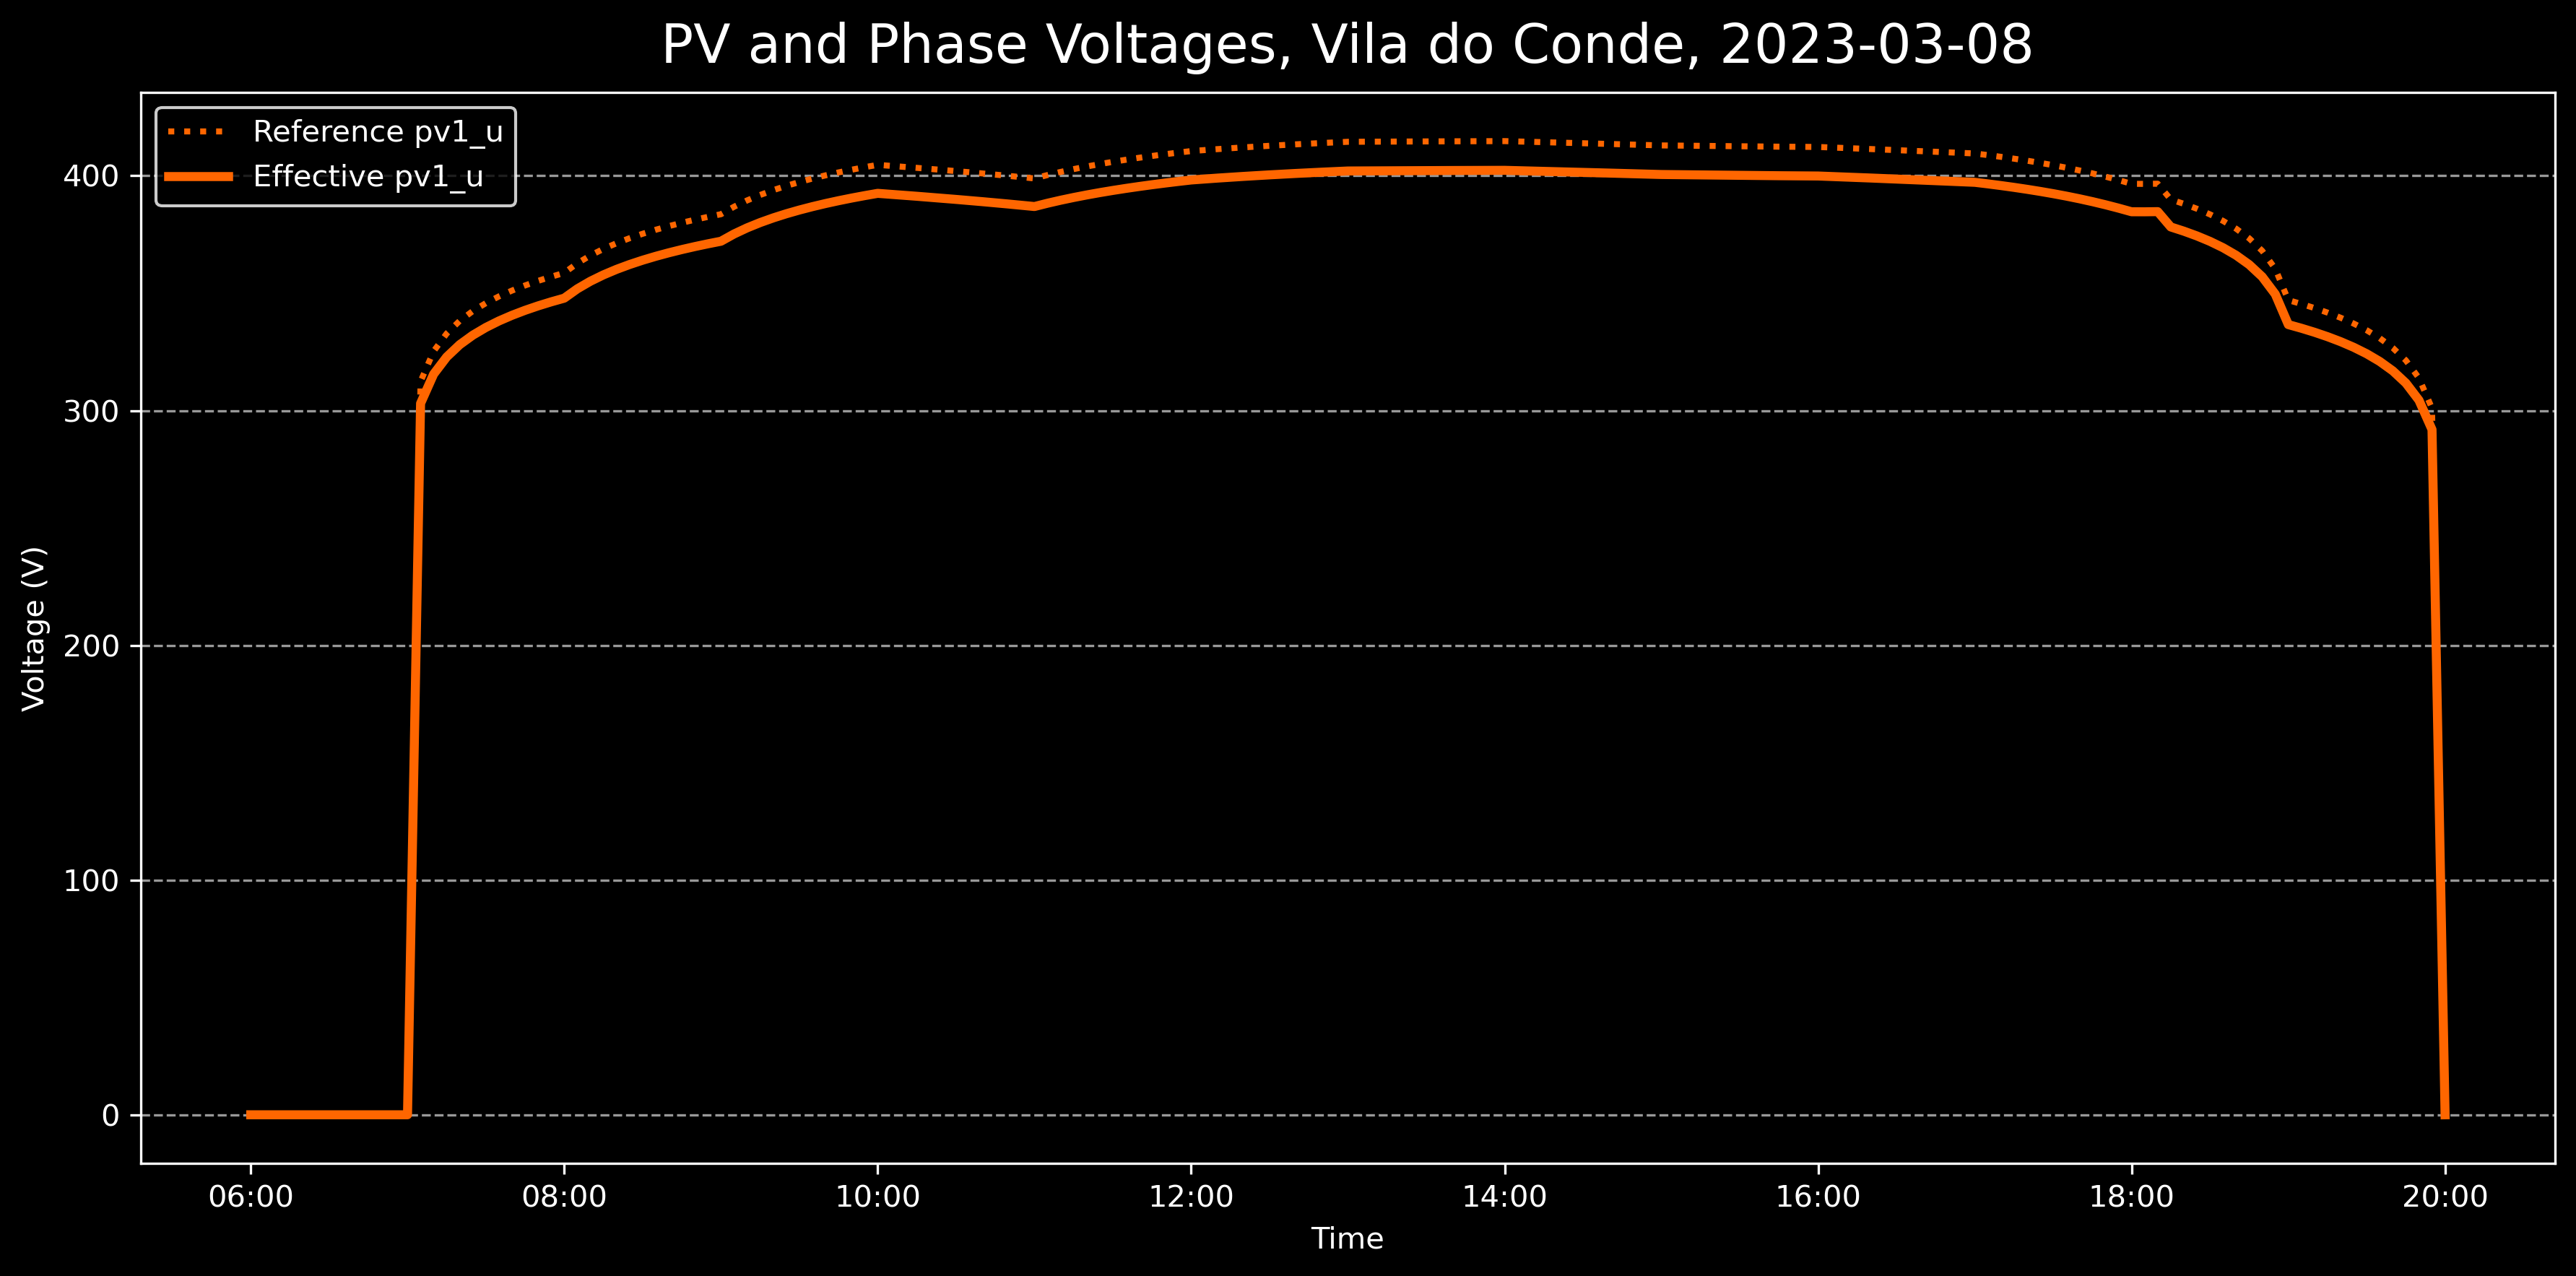 PV and Phase Voltages, Vila do Conde, 2023-03-08
Reference pv1_u
Effective pv1_u
Voltage (V)
400
300
200
100
0
06:00
08:00
10:00
12:00
14:00
16:00
18:00
20:00
Time